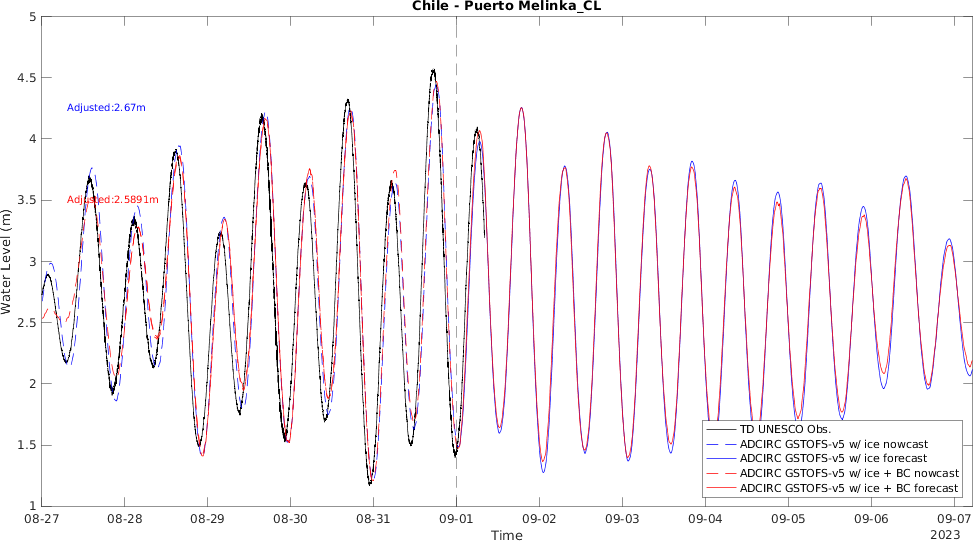 Chile - Puerto Melinka_CL
5
4.5
4
3.5
3
2.5
2
1.5
1
Water Level (m)
Adjusted:2.67m
Adjusted:2.5891m
TD UNESCO Obs.
ADCIRC GSTOFS-v5 w/ ice nowcast
ADCIRC GSTOFS-v5 w/ ice forecast
ADCIRC GSTOFS-v5 w/ ice + BC nowcast
ADCIRC GSTOFS-v5 w/ ice + BC forecast
08-27 08-28 08-29 08-30 08-31 09-01 09-02 09-03 09-04 09-05 09-06 09-07
2023
Time